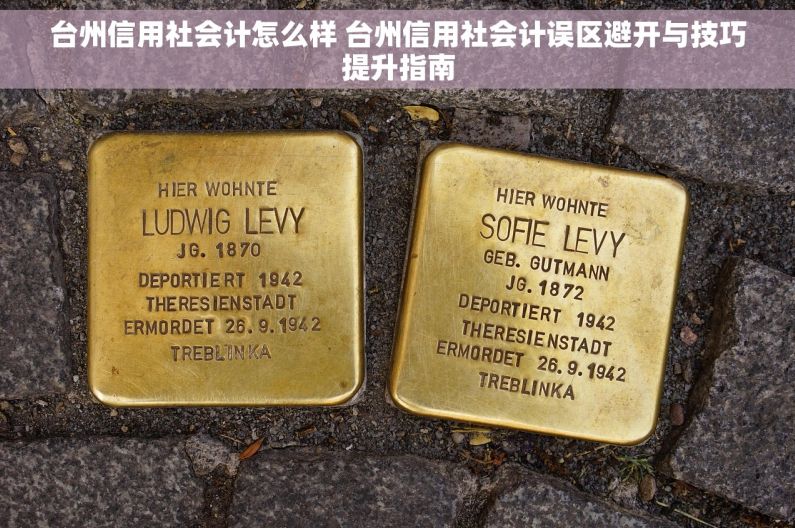 台州信用社会计怎么样 台州信用社会计误区避开与技巧
提升指南
HIER WOHNTE
LUDWIG LEVY
JG. 1870
DEPORTIERT 1942
THERESIENSTADT
ERMORDET 26.9.1942
TREBLINKA
HIER WOHNTE
SOFIE LEVY
GEB. GUTMANN
JG. 1872
DEPORTIERT 1942
THERESIENSTADT
ERMORDET 26.9.1942
TREBLINKA